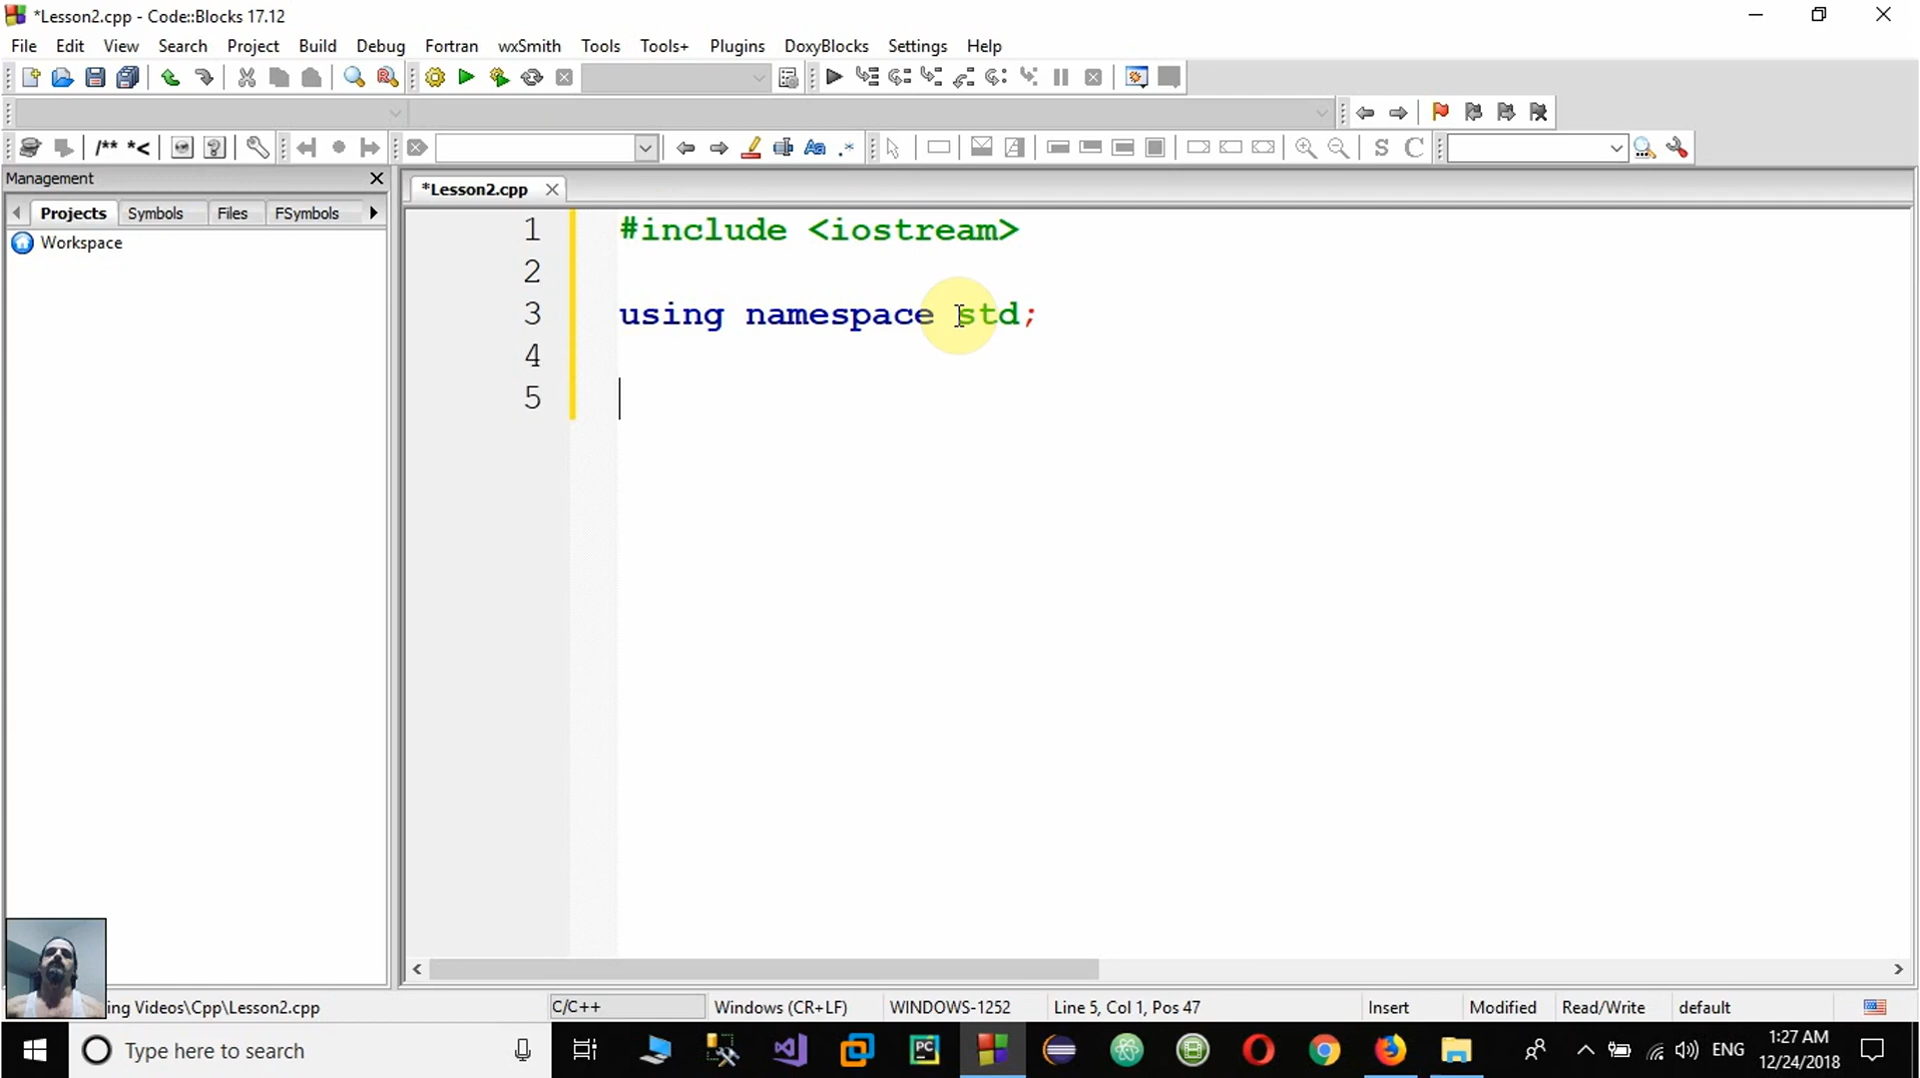 *Lesson2.cpp - Code::Blocks 17.12
File Edit View Search Project Build Debug Fortran wxSmith Tools Tools+ Plugins DoxyBlocks Settings Help
/** *<
Aa .*
S C
Management
Projects Symbols Files FSymbols
*Lesson2.cpp
Workspace
1 #include <iostream>
2
3 using namespace std;
4
5
ing Videos\Cpp\Lesson2.cpp C/C++ Windows (CR+LF) WINDOWS-1252 Line 5, Col 1, Pos 47 Insert Modified Read/Write default
Type here to search
PC
ENG
1:27 AM
12/24/2018